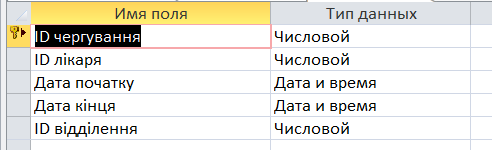 Имя поля Тип данных
ID чергування Числовой
ID лікаря Числовой
Дата початку Дата и время
Дата кінця Дата и время
ID відділення Числовой